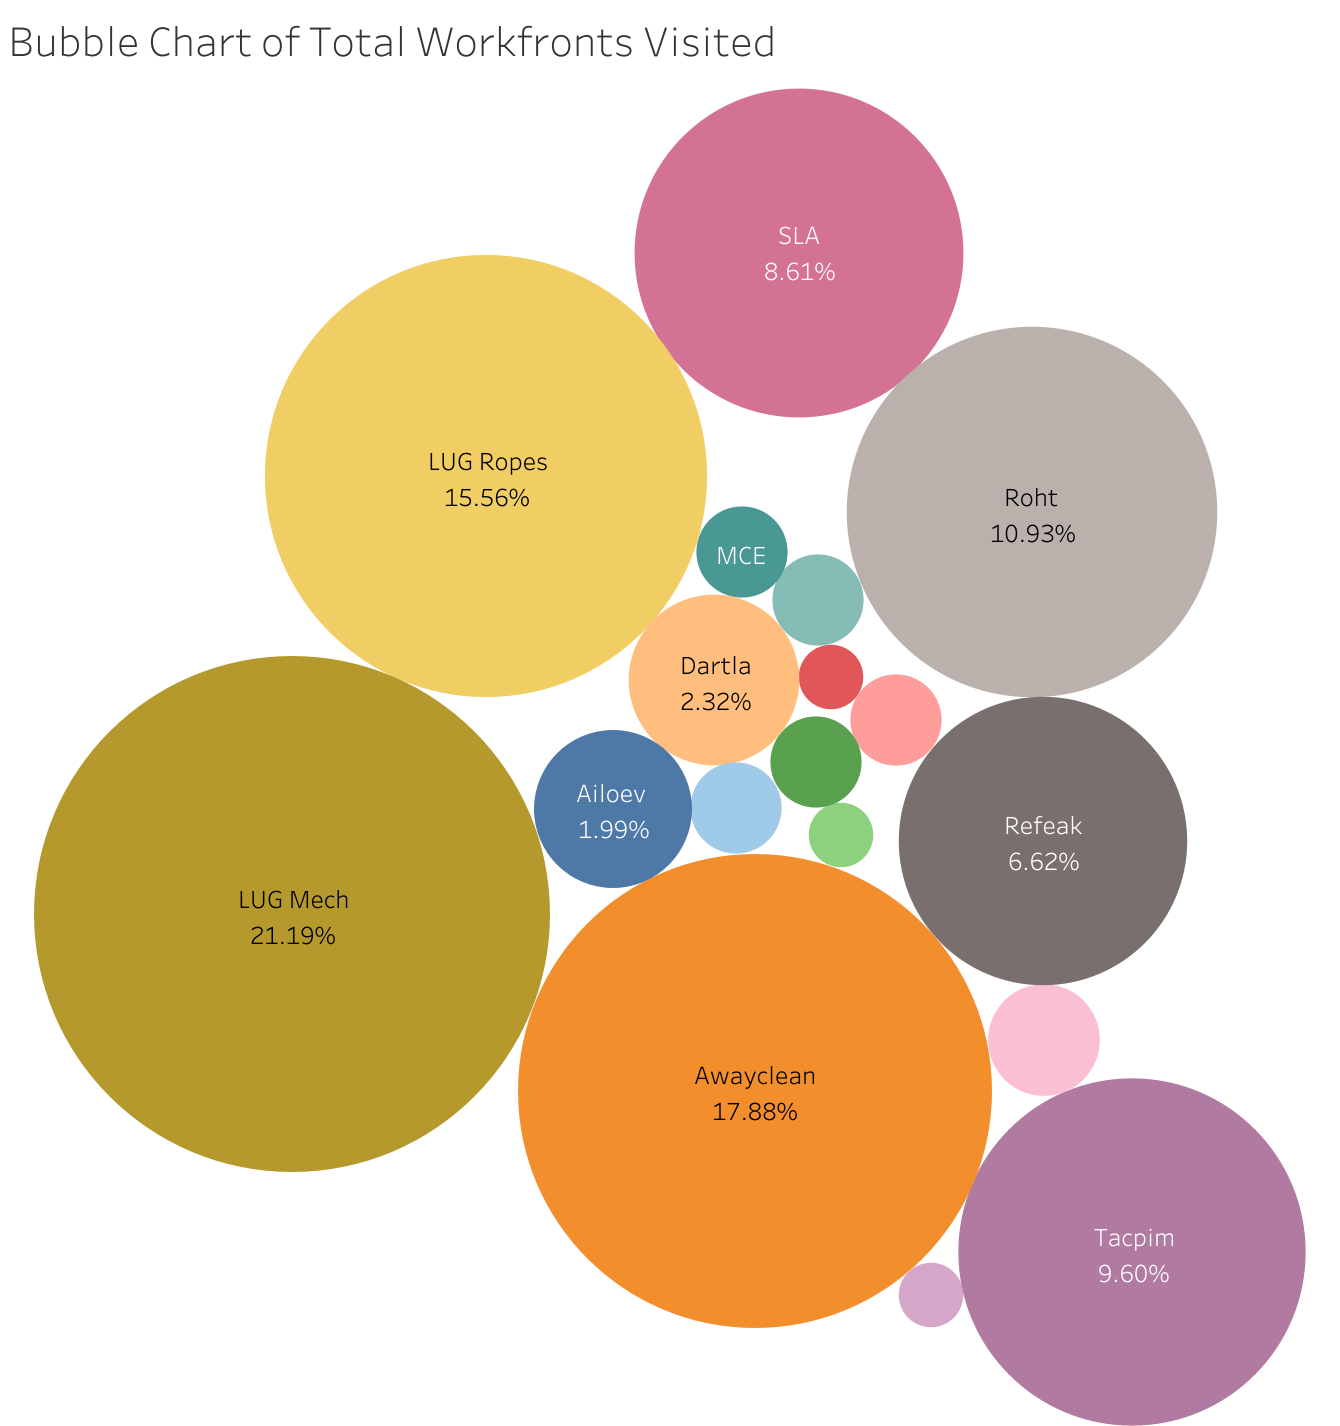 Bubble Chart of Total Workfronts Visited
SLA
8.61%
LUG Ropes
15.56%
Roht
10.93%
MCE
Dartla
2.32%
Ailoev
1.99%
Refeak
6.62%
LUG Mech
21.19%
Awayclean
17.88%
Tacpim
9.60%